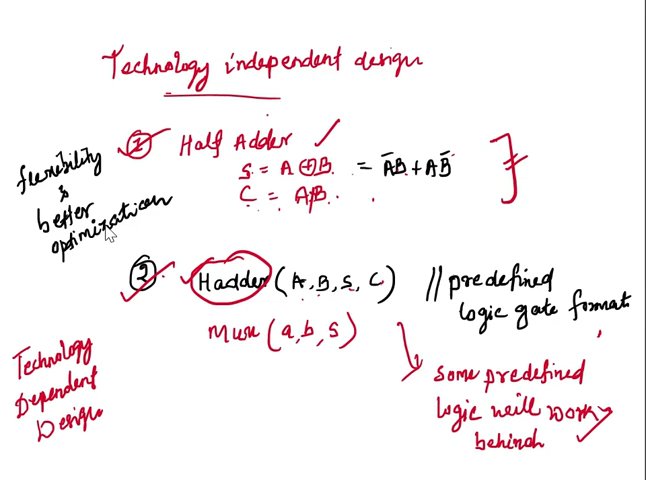 Technology independent design
① Half Adder ✓
S = A ⊕ B = A̅B + AB̅
C = AB
flexibility
&
better
optimization
② Hadder (A, B, S, C) // predefined
logic gate format
Mux (a, b, s)
Technology
Dependent
Design
some predefined
logic will work
behind